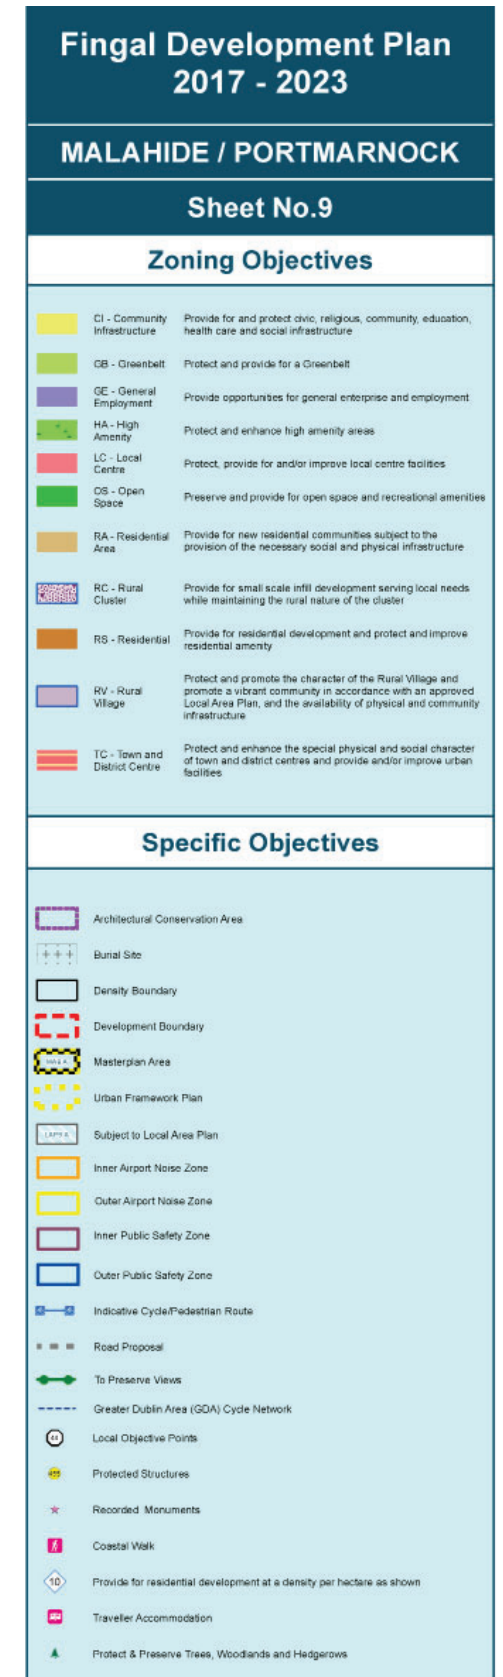 Fingal Development Plan
2017 - 2023
MALAHIDE / PORTMARNOCK
Sheet No.9
Zoning Objectives
CI - Community
Infrastructure
Provide for and protect civic, religious, community, education,
health care and social infrastructure
GB - Greenbelt
Protect and provide for a Greenbelt
GE - General
Employment
Provide opportunities for general enterprise and employment
HA - High
Amenity
Protect and enhance high amenity areas
LC - Local
Centre
Protect, provide for and/or improve local centre facilities
OS - Open
Space
Preserve and provide for open space and recreational amenities
RA - Residential
Area
Provide for new residential communities subject to the
provision of the necessary social and physical infrastructure
RC - Rural
Cluster
Provide for small scale infill development serving local needs
while maintaining the rural nature of the cluster
RS - Residential
Provide for residential development and protect and improve
residential amenity
RV - Rural
Village
Protect and promote the character of the Rural Village and
promote a vibrant community in accordance with an approved
Local Area Plan, and the availability of physical and community
infrastructure
TC - Town and
District Centre
Protect and enhance the special physical and social character
of town and district centres and provide and/or improve urban
facilities
Specific Objectives
Architectural Conservation Area
Burial Site
Density Boundary
Development Boundary
Masterplan Area
Urban Framework Plan
Subject to Local Area Plan
Inner Airport Noise Zone
Outer Airport Noise Zone
Inner Public Safety Zone
Outer Public Safety Zone
Indicative Cycle/Pedestrian Route
Road Proposal
To Preserve Views
Greater Dublin Area (GDA) Cycle Network
Local Objective Points
Protected Structures
Recorded Monuments
Coastal Walk
10
Provide for residential development at a density per hectare as shown
Traveller Accommodation
Protect & Preserve Trees, Woodlands and Hedgerows